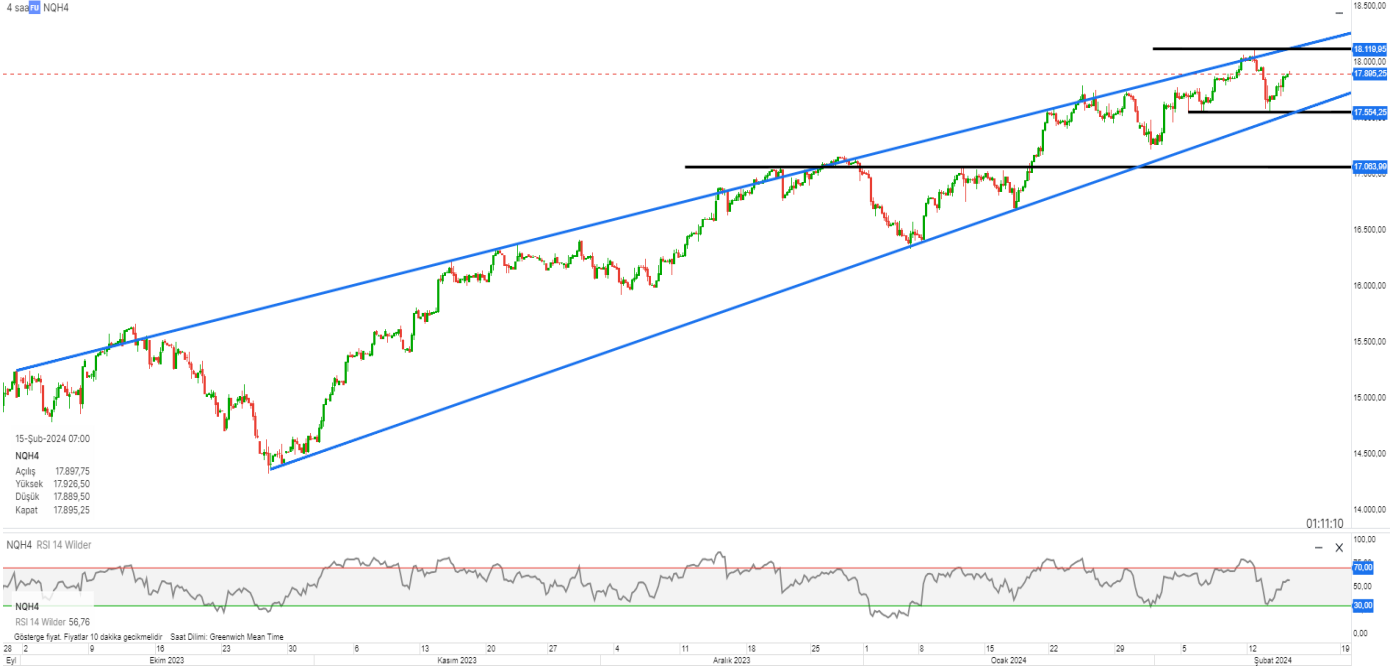 4 saa FU NQH4
18.500,00
18.119,95
18.000,00
17.895,25
17.554,25
17.063,99
16.500,00
16.000,00
15.500,00
15.000,00
14.500,00
14.000,00
15-Şub-2024 07:00
NQH4
Açılış 17.897,75
Yüksek 17.926,50
Düşük 17.889,50
Kapat 17.895,25
01:11:10
NQH4 RSI 14 Wilder
100,00
70,00
50,00
30,00
0,00
NQH4
RSI 14 Wilder 56,76
Gösterge fiyat. Fiyatlar 10 dakika gecikmelidir Saat Dilimi: Greenwich Mean Time
28 2 9 16 23 30 6 13 20 27 4 11 18 25 1 8 15 22 29 5 12 19
Eyl Ekim 2023 Kasım 2023 Aralık 2023 Ocak 2024 Şubat 2024